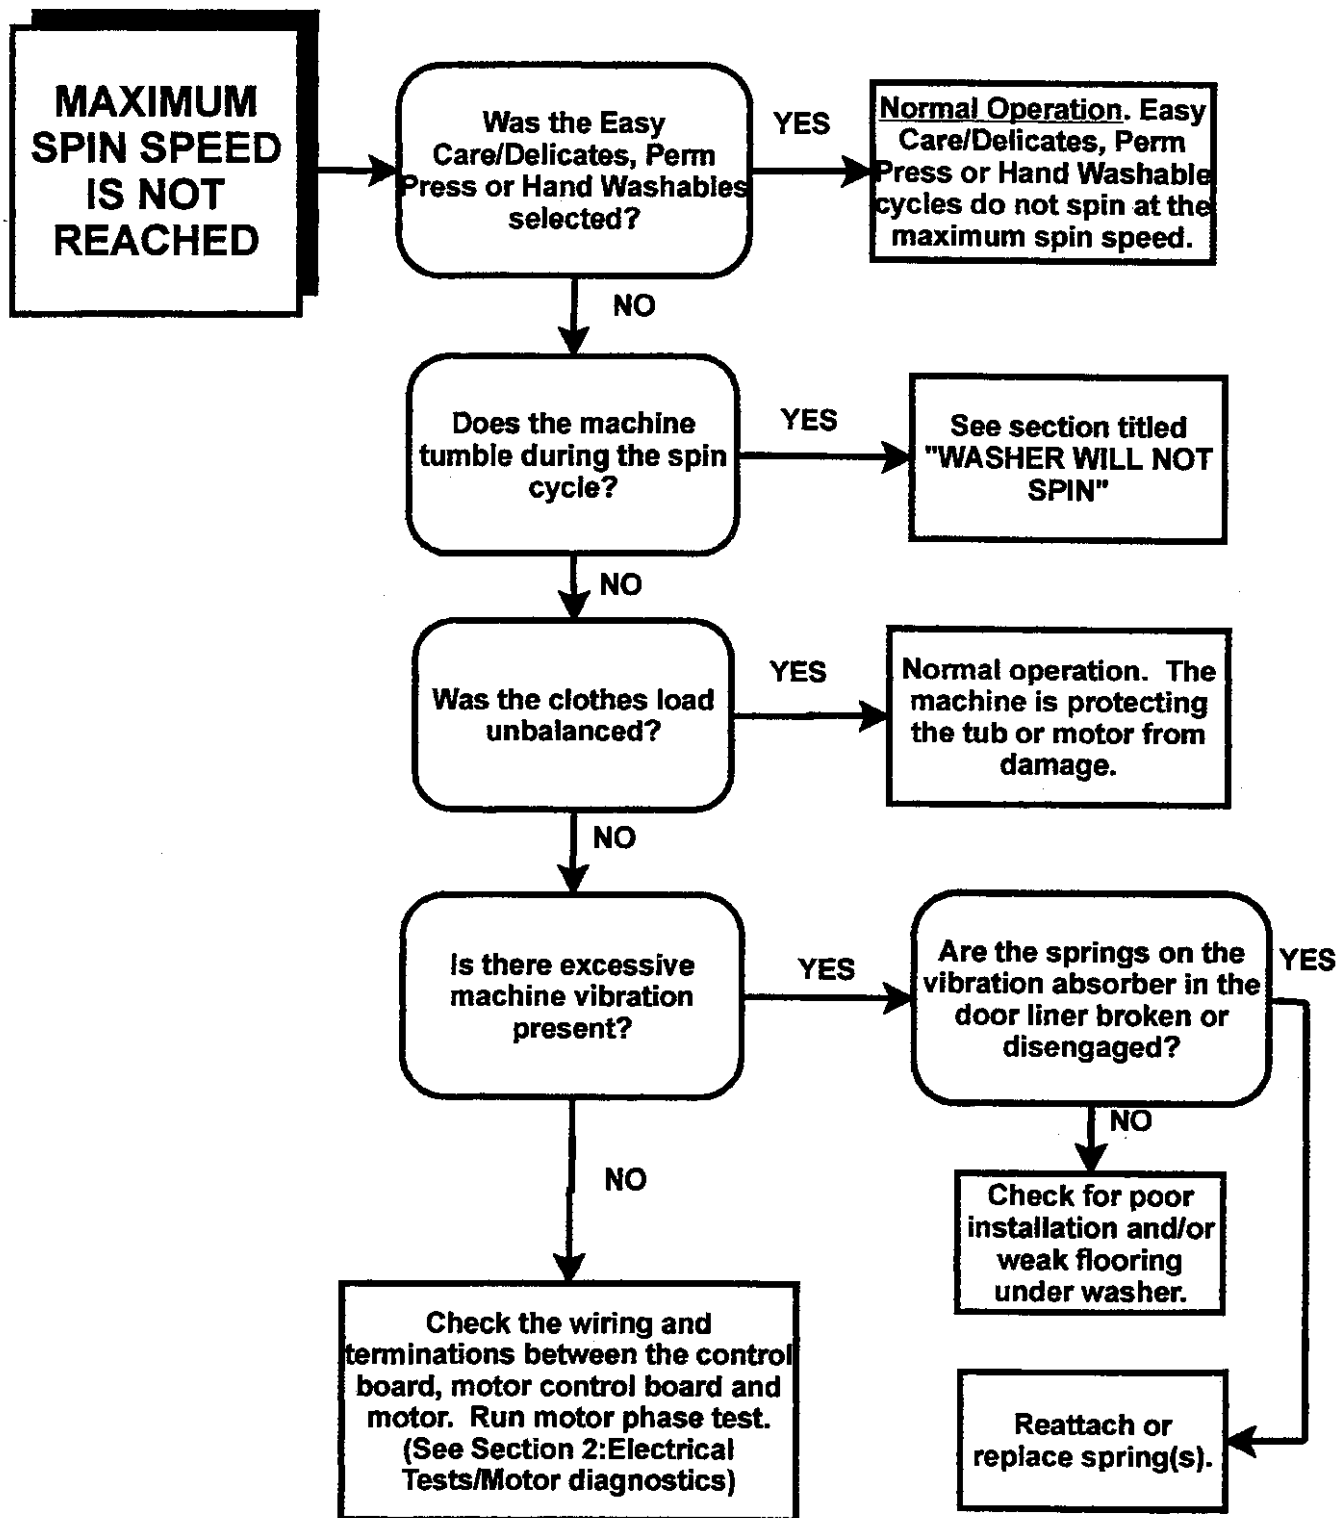 MAXIMUM
SPIN SPEED
IS NOT
REACHED
Was the Easy
Care/Delicates, Perm
Press or Hand Washables
selected?
YES
Normal Operation. Easy
Care/Delicates, Perm
Press or Hand Washable
cycles do not spin at the
maximum spin speed.
NO
Does the machine
tumble during the spin
cycle?
YES
See section titled
"WASHER WILL NOT
SPIN"
NO
Was the clothes load
unbalanced?
YES
Normal operation. The
machine is protecting
the tub or motor from
damage.
NO
Is there excessive
machine vibration
present?
YES
Are the springs on the
vibration absorber in the
door liner broken or
disengaged?
YES
NO
Check for poor
installation and/or
weak flooring
under washer.
NO
Check the wiring and
terminations between the control
board, motor control board and
motor. Run motor phase test.
(See Section 2:Electrical
Tests/Motor diagnostics)
Reattach or
replace spring(s).